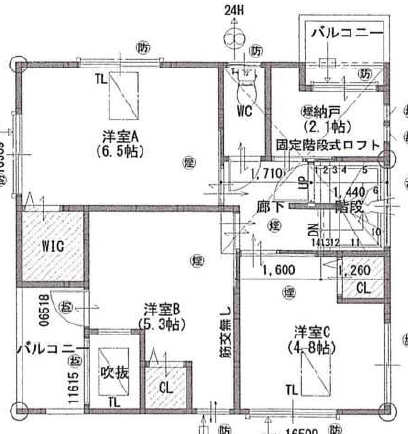 24H
防
防
バルコニー
TL
WC
防
煙納戸
(2.1帖)
洋室A
(6.5帖)
固定階段式ロフト
煙
1,710
UP
2
3
4
5
1,440
6
廊下
階段
煙
DN
10
14
13
12
11
WIC
煙
1,600
1,260
CL
煙
06518
洋室B
(5.3帖)
洋室C
(4.8帖)
バルコニー
筋交無し
吹抜
TL
CL
11615
TL
防
防
16509